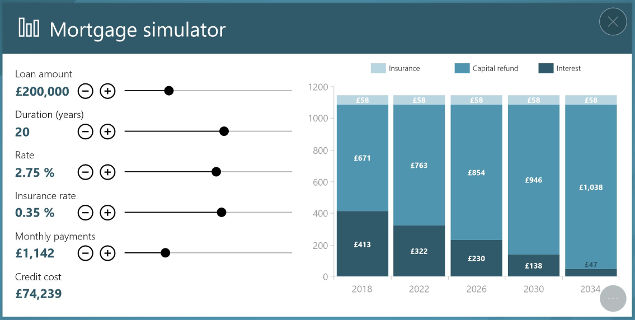 Mortgage simulator
Loan amount
£200,000
Duration (years)
20
Rate
2.75 %
Insurance rate
0.35 %
Monthly payments
£1,142
Credit cost
£74,239
Insurance Capital refund Interest
1200
1000
800
600
400
200
0
£58 £58 £58 £58 £58
£671 £763 £854 £946 £1,038
£413 £322 £230 £138 £47
2018 2022 2026 2030 2034